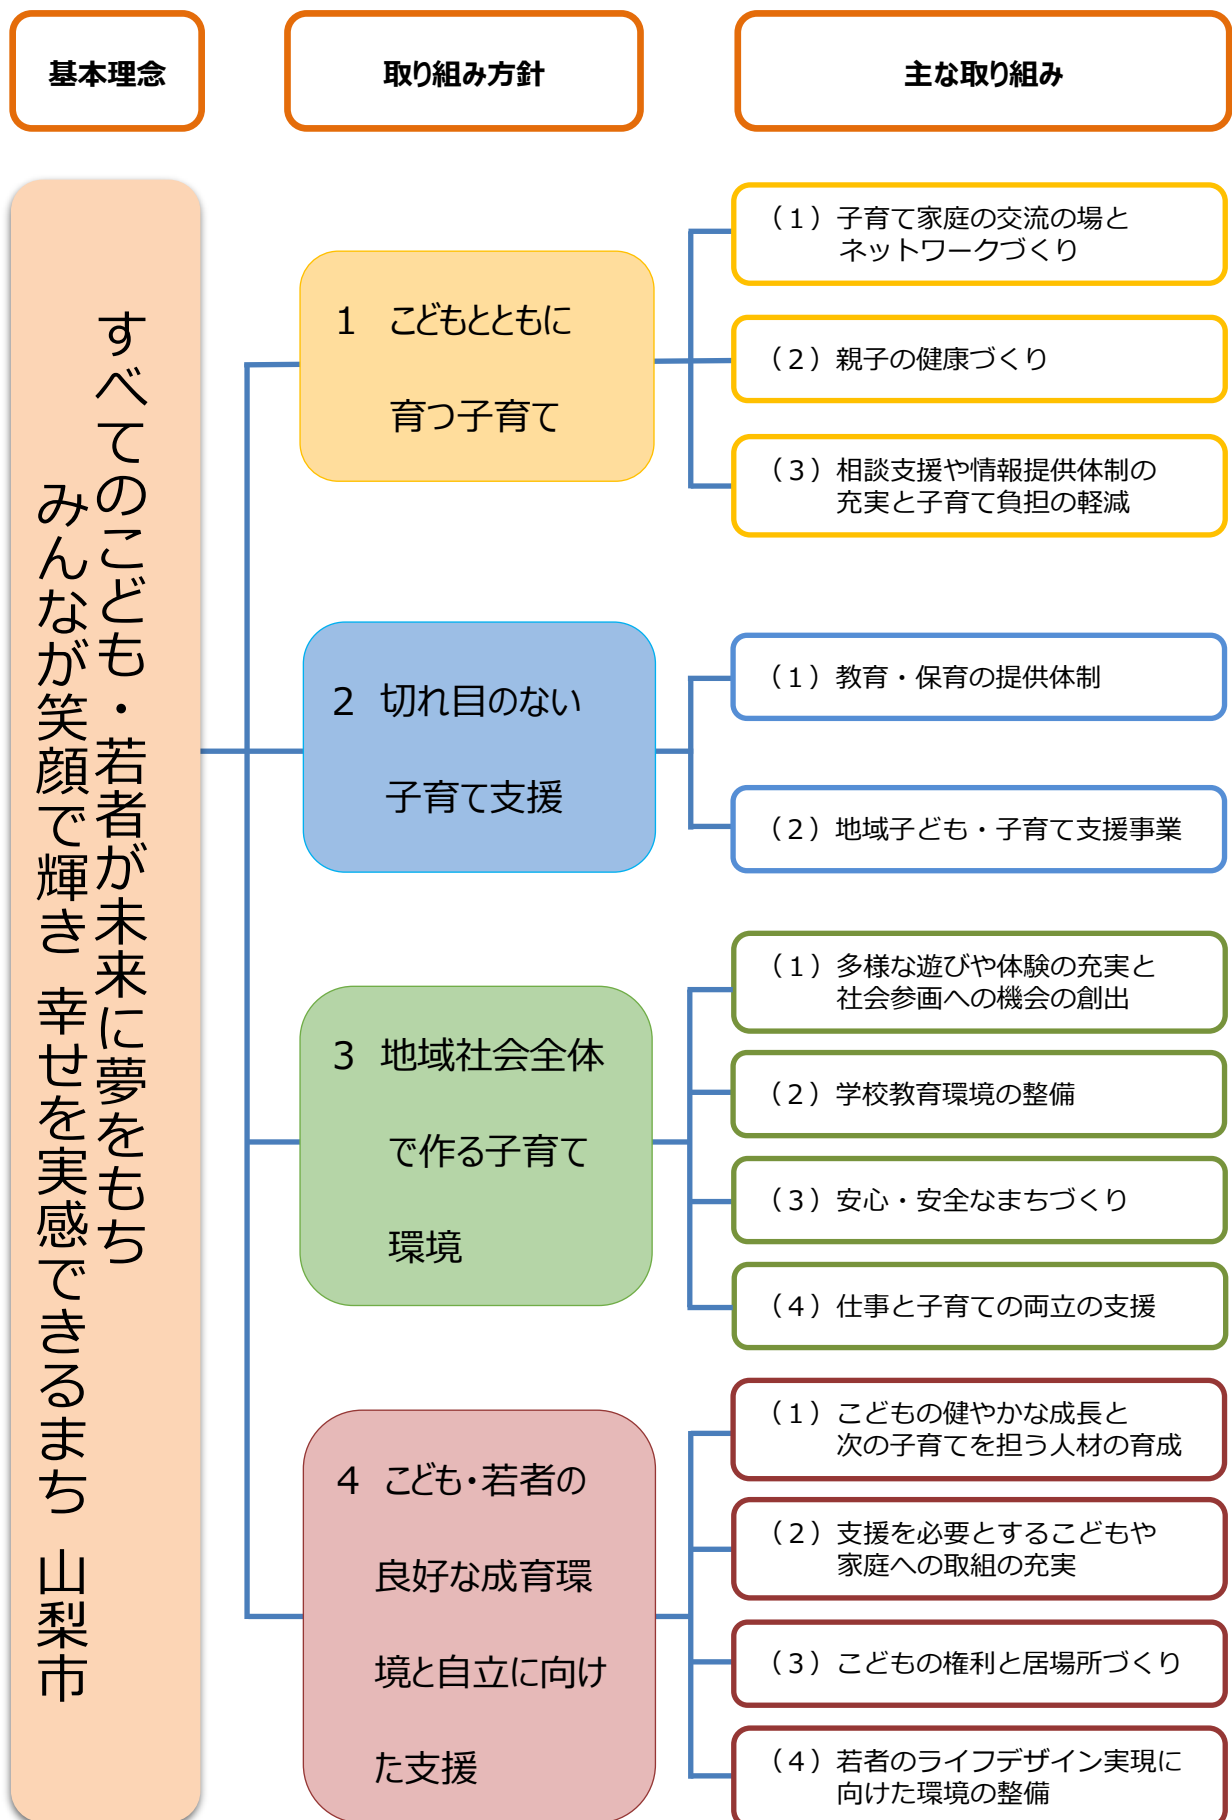 基本理念
取り組み方針
主な取り組み
すべてのこども・若者が未来に夢をもち
みんなが笑顔で輝き 幸せを実感できるまち 山梨市
1 こどもとともに
育つ子育て
（１）子育て家庭の交流の場と
ネットワークづくり
（２）親子の健康づくり
（３）相談支援や情報提供体制の
充実と子育て負担の軽減
2 切れ目のない
子育て支援
（１）教育・保育の提供体制
（２）地域子ども・子育て支援事業
3 地域社会全体
で作る子育て
環境
（１）多様な遊びや体験の充実と
社会参画への機会の創出
（２）学校教育環境の整備
（３）安心・安全なまちづくり
（４）仕事と子育ての両立の支援
4 こども・若者の
良好な成育環
境と自立に向け
た支援
（１）こどもの健やかな成長と
次の子育てを担う人材の育成
（２）支援を必要とするこどもや
家庭への取組の充実
（３）こどもの権利と居場所づくり
（４）若者のライフデザイン実現に
向けた環境の整備